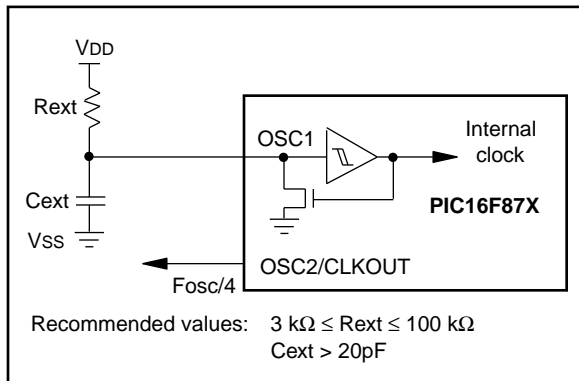 VDD
Rext
OSC1
Internal
clock
Cext
PIC16F87X
VSS
OSC2/CLKOUT
Fosc/4
Recommended values: 3 kΩ ≤ Rext ≤ 100 kΩ
Cext > 20pF